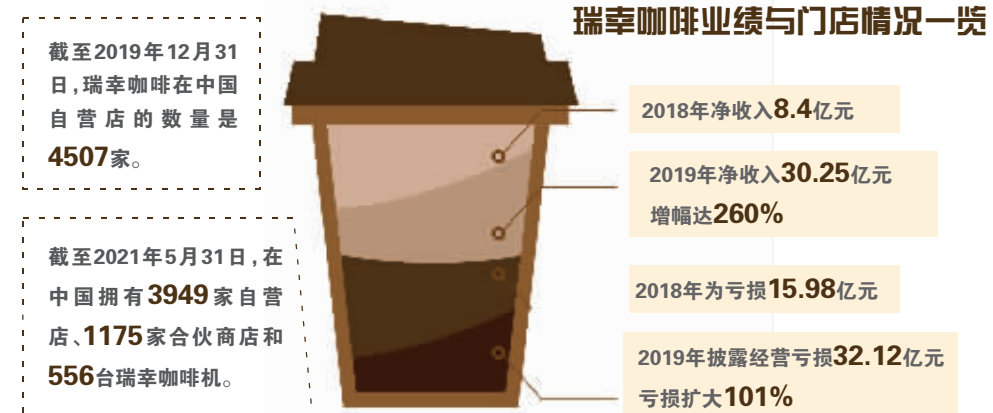 瑞幸咖啡业绩与门店情况一览
截至2019年12月31
日，瑞幸咖啡在中国
自营店的数量是
4507家。
截至2021年5月31日，在
中国拥有3949家自营
店、1175家合伙商店和
556台瑞幸咖啡机。
2018年净收入8.4亿元
2019年净收入30.25亿元
增幅达260%
2018年为亏损15.98亿元
2019年披露经营亏损32.12亿元
亏损扩大101%